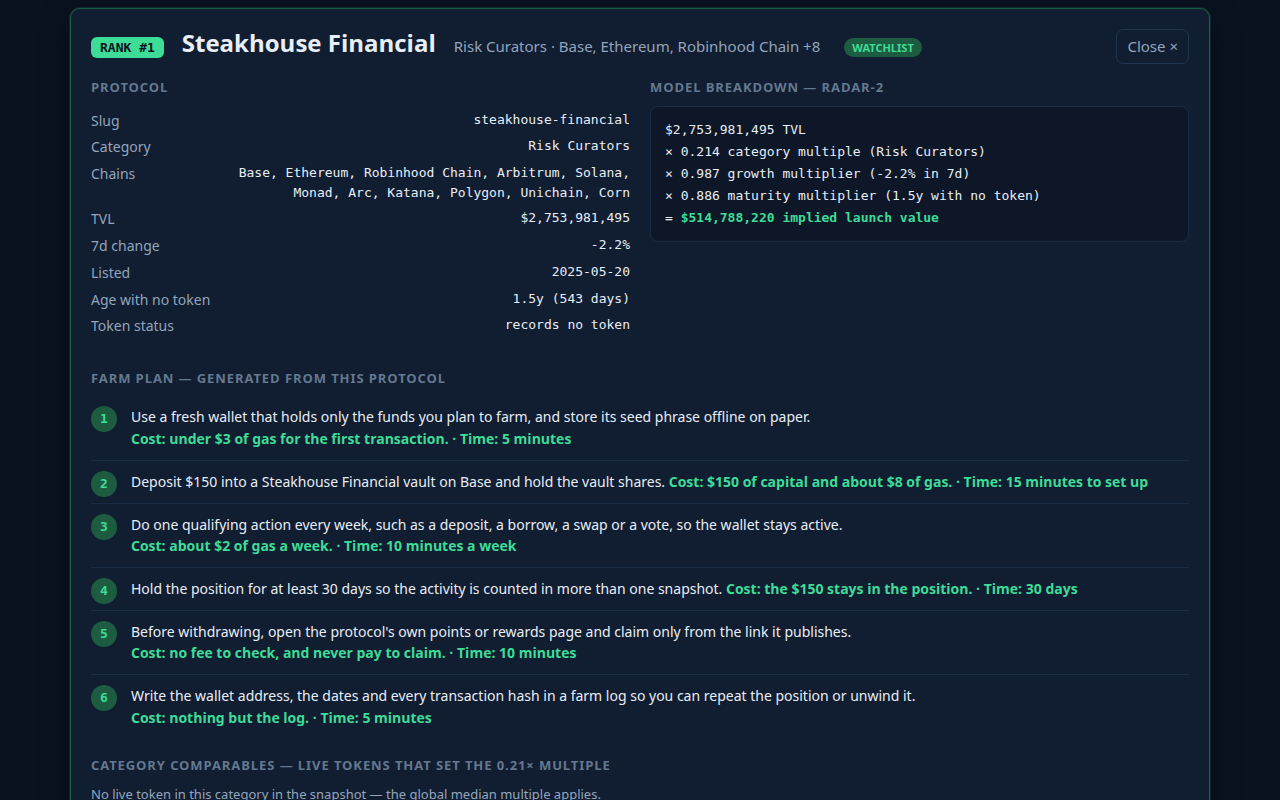 RANK #1 Steakhouse Financial Risk Curators · Base, Ethereum, Robinhood Chain +8 WATCHLIST Close ×
PROTOCOL
Slug steakhouse-financial
Category Risk Curators
Chains Base, Ethereum, Robinhood Chain, Arbitrum, Solana,
Monad, Arc, Katana, Polygon, Unichain, Corn
TVL $2,753,981,495
7d change -2.2%
Listed 2025-05-20
Age with no token 1.5y (543 days)
Token status records no token
MODEL BREAKDOWN — RADAR-2
$2,753,981,495 TVL
× 0.214 category multiple (Risk Curators)
× 0.987 growth multiplier (-2.2% in 7d)
× 0.886 maturity multiplier (1.5y with no token)
= $514,788,220 implied launch value
FARM PLAN — GENERATED FROM THIS PROTOCOL
1 Use a fresh wallet that holds only the funds you plan to farm, and store its seed phrase offline on paper.
Cost: under $3 of gas for the first transaction. · Time: 5 minutes
2 Deposit $150 into a Steakhouse Financial vault on Base and hold the vault shares. Cost: $150 of capital and about $8 of gas. · Time: 15 minutes to set up
3 Do one qualifying action every week, such as a deposit, a borrow, a swap or a vote, so the wallet stays active.
Cost: about $2 of gas a week. · Time: 10 minutes a week
4 Hold the position for at least 30 days so the activity is counted in more than one snapshot. Cost: the $150 stays in the position. · Time: 30 days
5 Before withdrawing, open the protocol's own points or rewards page and claim only from the link it publishes.
Cost: no fee to check, and never pay to claim. · Time: 10 minutes
6 Write the wallet address, the dates and every transaction hash in a farm log so you can repeat the position or unwind it.
Cost: nothing but the log. · Time: 5 minutes
CATEGORY COMPARABLES — LIVE TOKENS THAT SET THE 0.21× MULTIPLE
No live token in this category in the snapshot — the global median multiple applies.